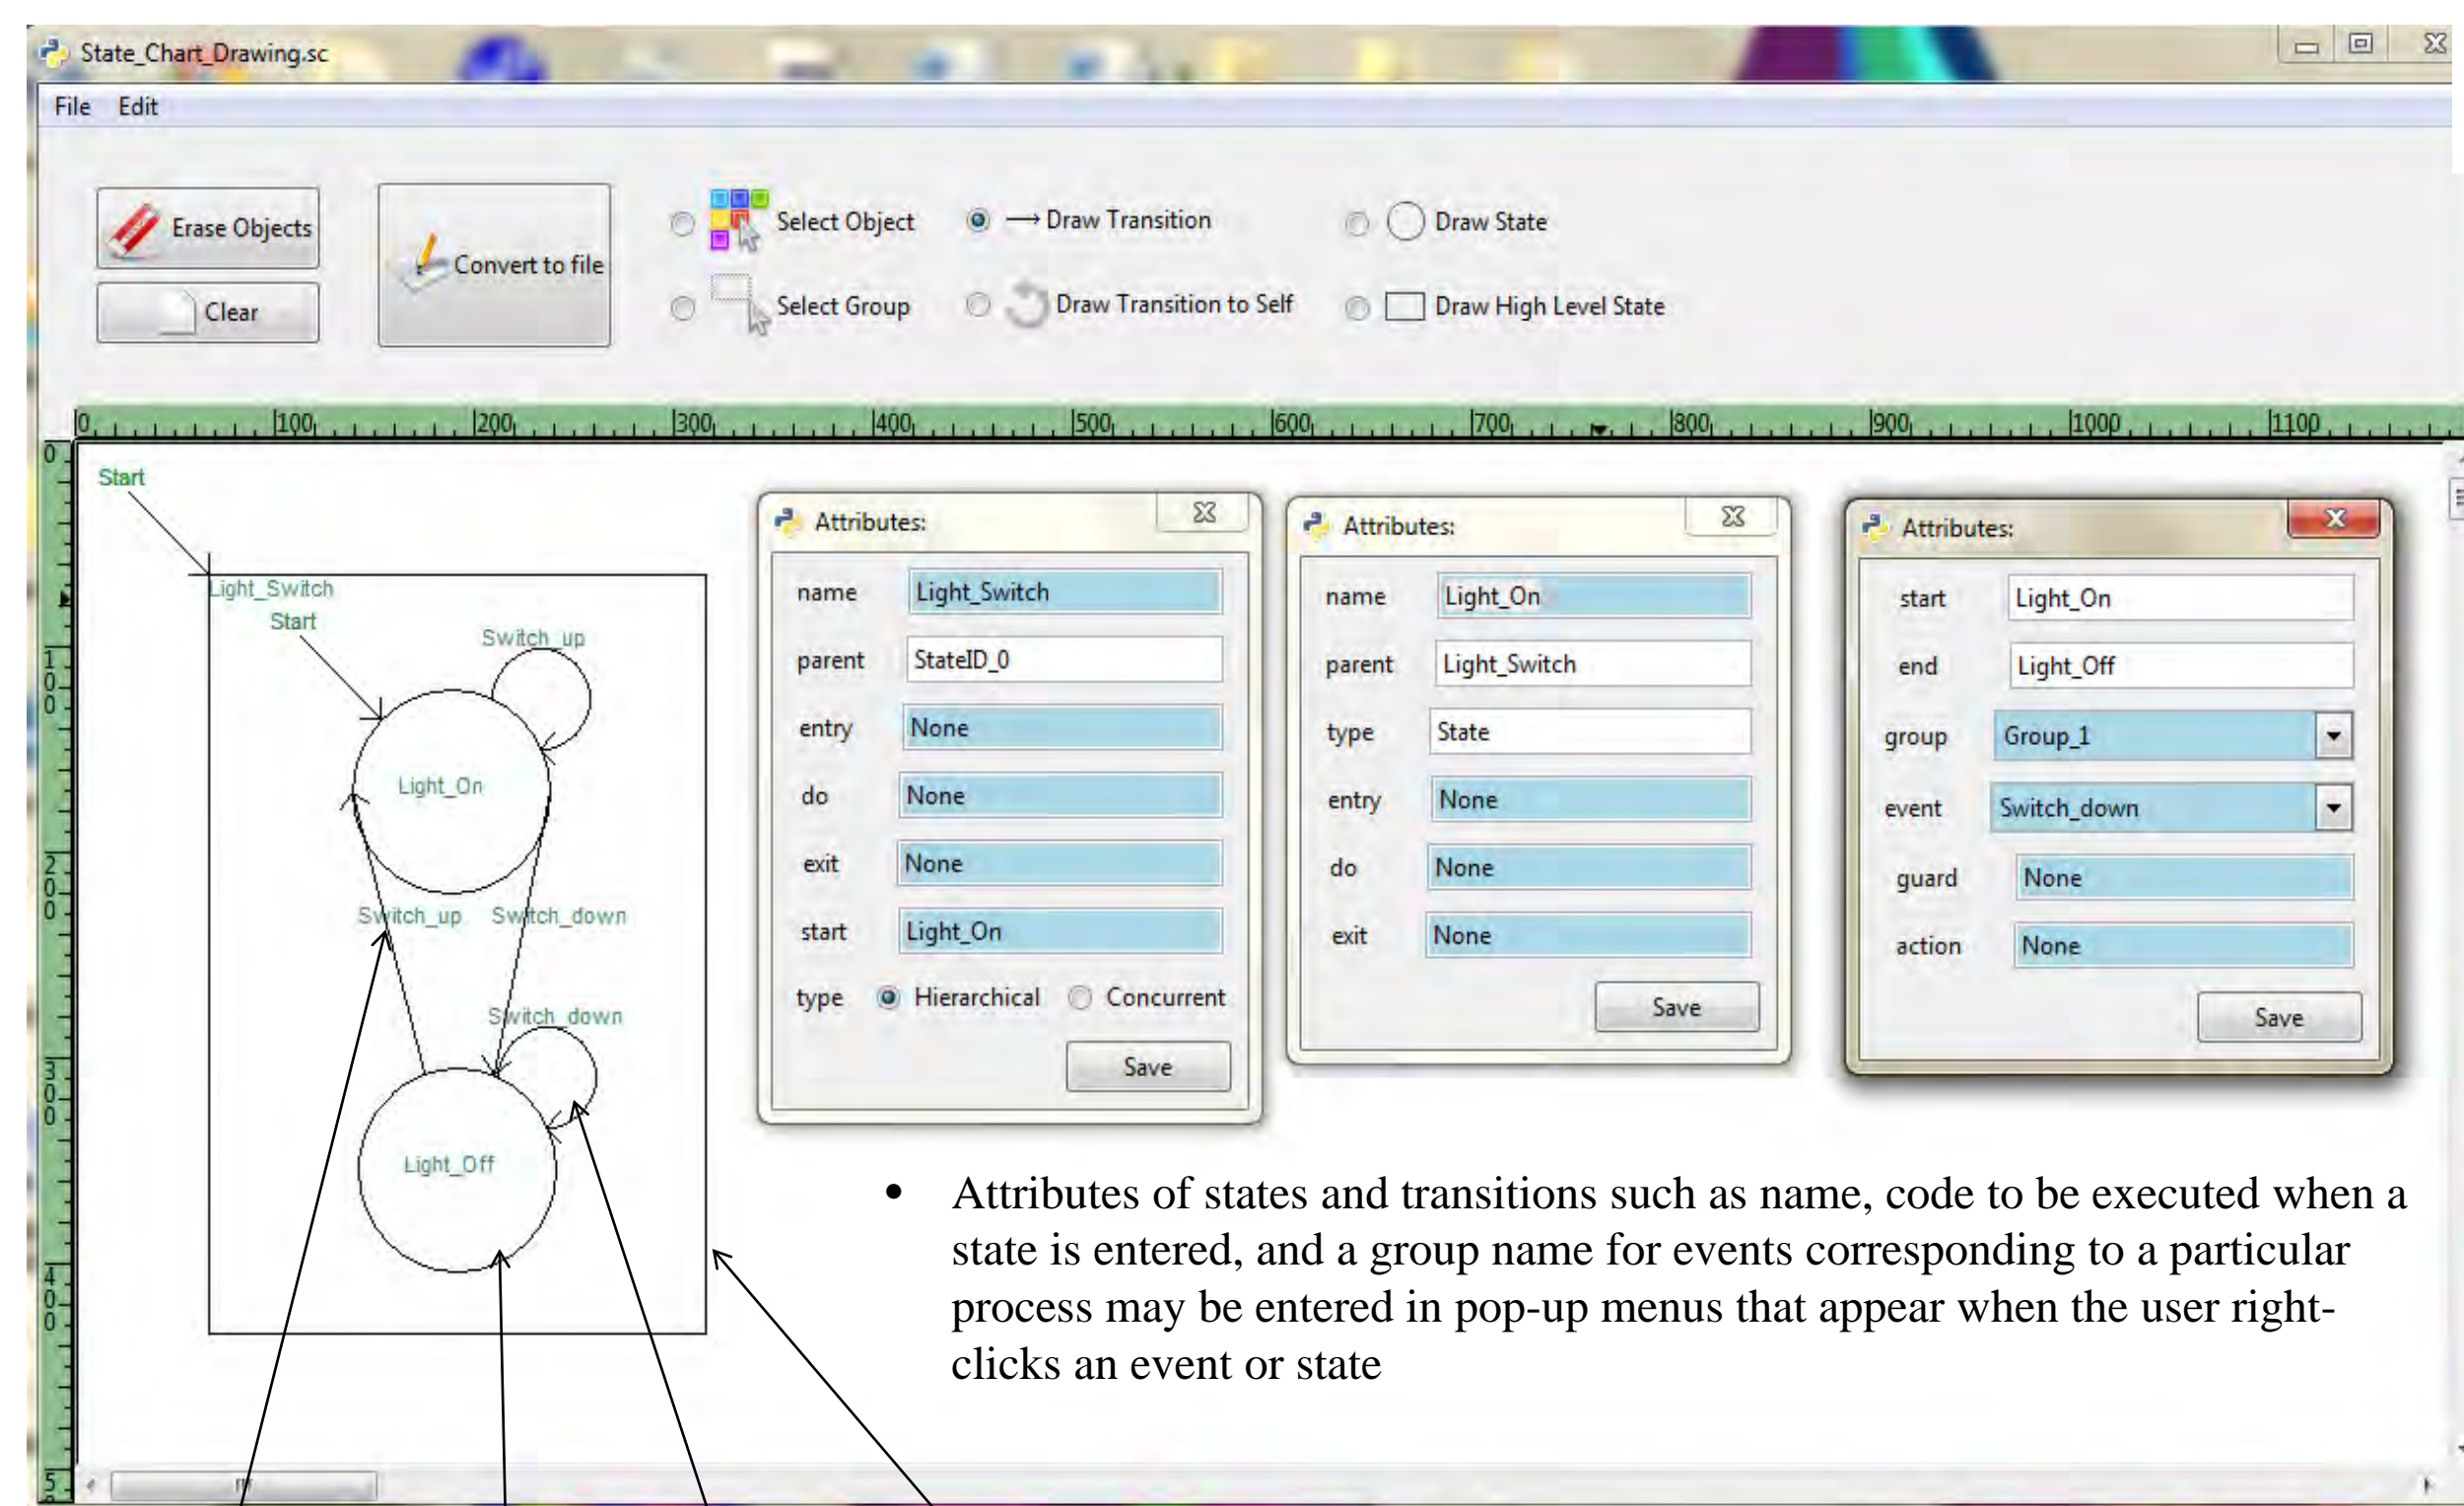 State_Chart_Drawing.sc
File Edit
Erase Objects
Clear
Convert to file
Select Object
Draw Transition
Draw State
Select Group
Draw Transition to Self
Draw High Level State
0 100 200 300 400 500 600 700 800 900 1000 1100
0
100
200
300
400
5
Start
Light_Switch
Start
Switch_up
Light_On
Switch_up Switch_down
Switch_down
Light_Off
Attributes:
name Light_Switch
parent StateID_0
entry None
do None
exit None
start Light_On
type Hierarchical Concurrent
Save
Attributes:
name Light_On
parent Light_Switch
type State
entry None
do None
exit None
Save
Attributes:
start Light_On
end Light_Off
group Group_1
event Switch_down
guard None
action None
Save
• Attributes of states and transitions such as name, code to be executed when a
state is entered, and a group name for events corresponding to a particular
process may be entered in pop-up menus that appear when the user right-
clicks an event or state